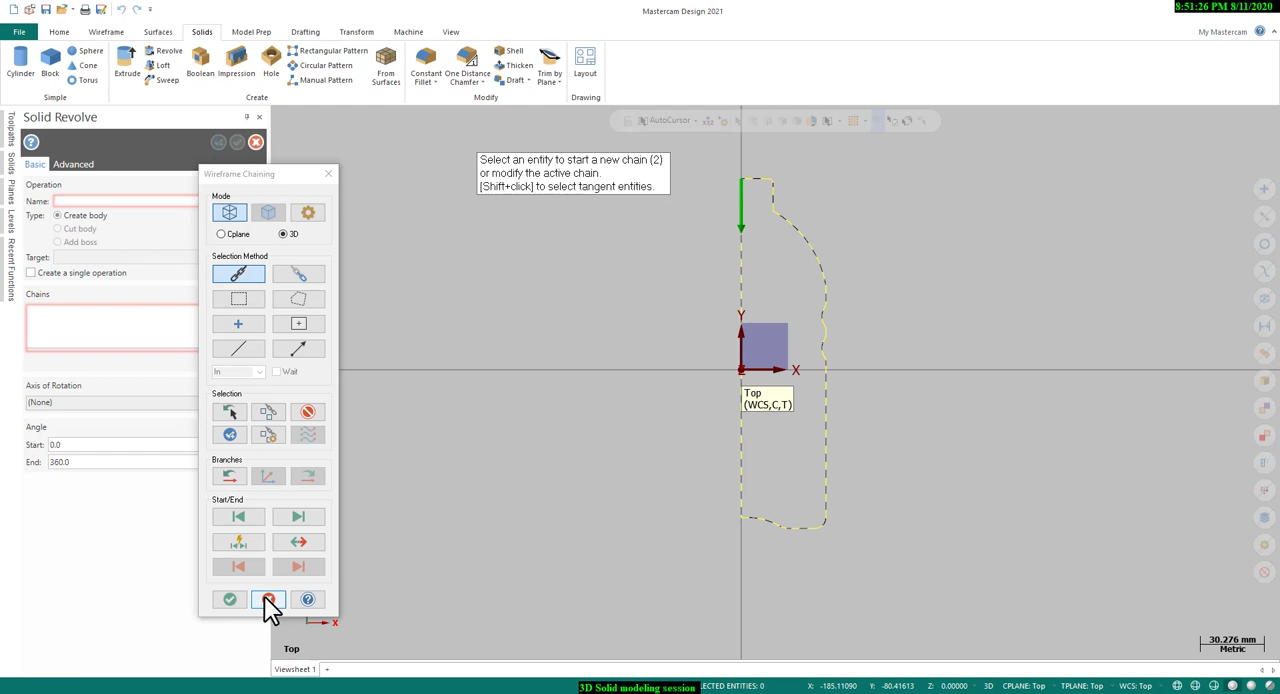 Mastercam Design 2021
8:51:26 PM 8/11/2020
File Home Wireframe Surfaces Solids Model Prep Drafting Transform Machine View My Mastercam
Cylinder Block Sphere Cone Torus
Extrude Revolve Loft Sweep Boolean Impression Hole Rectangular Pattern Circular Pattern Manual Pattern From Surfaces
Constant Fillet One Distance Chamfer Shell Thicken Draft Trim by Plane Layout
Simple Create Modify Drawing
Toolpaths Solids Planes Levels Recent Functions
Solid Revolve
Basic Advanced
Operation
Name:
Type: Create body
Cut body
Add boss
Target:
Create a single operation
Chains
Axis of Rotation
(None)
Angle
Start: 0.0
End: 360.0
Wireframe Chaining
Mode
Cplane 3D
Selection Method
In Wait
Selection
Branches
Start/End
AutoCursor
Select an entity to start a new chain (2)
or modify the active chain.
[Shift+click] to select tangent entities.
Y
Z
X
Top
(WCS,C,T)
X
Top
30.276 mm
Metric
Viewsheet 1 +
3D Solid modeling session
LECTED ENTITIES: 0 X: -185.11090 Y: -80.41613 Z: 0.00000 3D CPLANE: Top TPLANE: Top WCS: Top